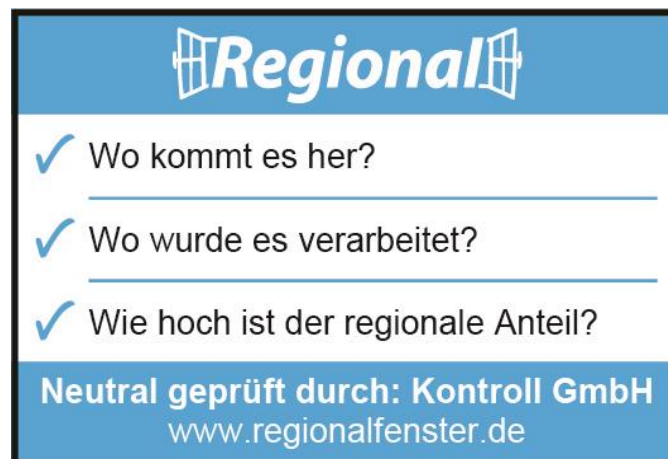 Regional
Wo kommt es her?
Wo wurde es verarbeitet?
Wie hoch ist der regionale Anteil?
Neutral geprüft durch: Kontroll GmbH
www.regionalfenster.de